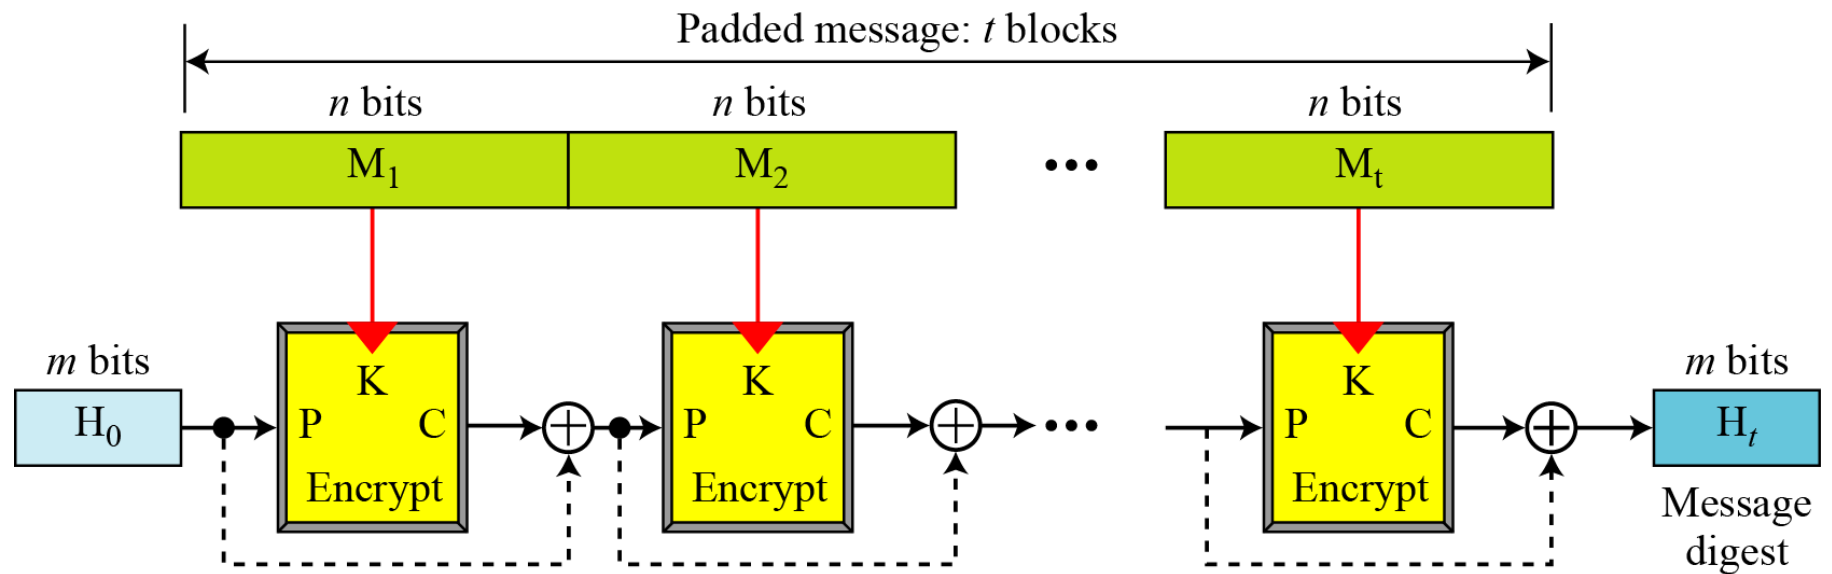 Padded message: t blocks
n bits n bits n bits
M1 M2 ••• Mt
m bits K K K m bits
H0 P C P C ••• P C Ht
Encrypt Encrypt Encrypt
Message
digest